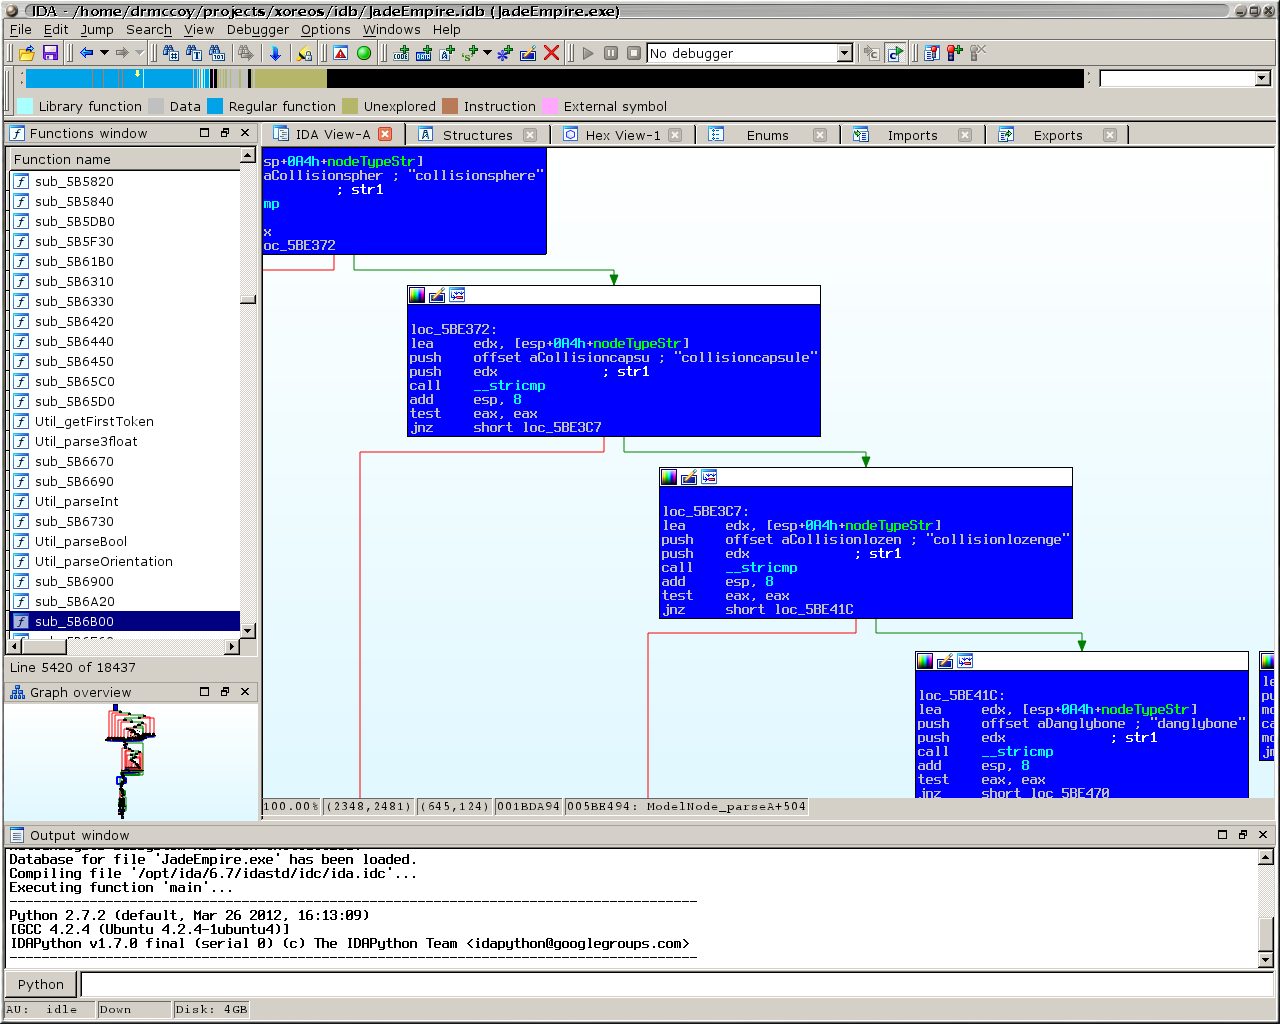 IDA - /home/drmccoy/projects/xoreos/idb/JadeEmpire.idb (JadeEmpire.exe)
File Edit Jump Search View Debugger Options Windows Help
No debugger
Library function Data Regular function Unexplored Instruction External symbol
Functions window
Function name
sub_5B5820
sub_5B5840
sub_5B5DB0
sub_5B5F30
sub_5B61B0
sub_5B6310
sub_5B6330
sub_5B6420
sub_5B6440
sub_5B6450
sub_5B65C0
sub_5B65D0
Util_getFirstToken
Util_parse3float
sub_5B6670
sub_5B6690
Util_parseInt
sub_5B6730
Util_parseBool
Util_parseOrientation
sub_5B6900
sub_5B6A20
sub_5B6B00
Line 5420 of 18437
Graph overview
IDA View-A Structures Hex View-1 Enums Imports Exports
sp+0A4h+nodeTypeStr]
aCollisionspher ; "collisionsphere"
; str1
mp
x
oc_5BE372
loc_5BE372:
lea edx, [esp+0A4h+nodeTypeStr]
push offset aCollisioncapsu ; "collisioncapsule"
push edx ; str1
call __stricmp
add esp, 8
test eax, eax
jnz short loc_5BE3C7
loc_5BE3C7:
lea edx, [esp+0A4h+nodeTypeStr]
push offset aCollisionlozen ; "collisionlozenge"
push edx ; str1
call __stricmp
add esp, 8
test eax, eax
jnz short loc_5BE41C
loc_5BE41C:
lea edx, [esp+0A4h+nodeTypeStr]
push offset aDanglybone ; "danglybone"
push edx ; str1
call __stricmp
add esp, 8
test eax, eax
jnz short loc_5BE470
le
pu
mo
ca
mo
jm
100.00% (2348,2481) (645,124) 001BDA94 005BE494: ModelNode_parseA+504
Output window
Database for file 'JadeEmpire.exe' has been loaded.
Compiling file '/opt/ida/6.7/idastd/idc/ida.idc'...
Executing function 'main'...
Python 2.7.2 (default, Mar 26 2012, 16:13:09)
[GCC 4.2.4 (Ubuntu 4.2.4-1ubuntu4)]
IDAPython v1.7.0 final (serial 0) (c) The IDAPython Team <idapython@googlegroups.com>
Python
AU: idle Down Disk: 4GB